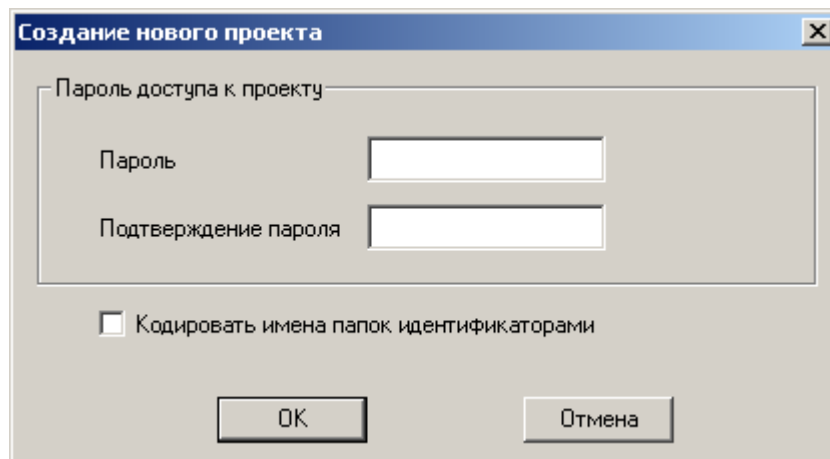 Создание нового проекта
Пароль доступа к проекту
Пароль
Подтверждение пароля
Кодировать имена папок идентификаторами
OK
Отмена